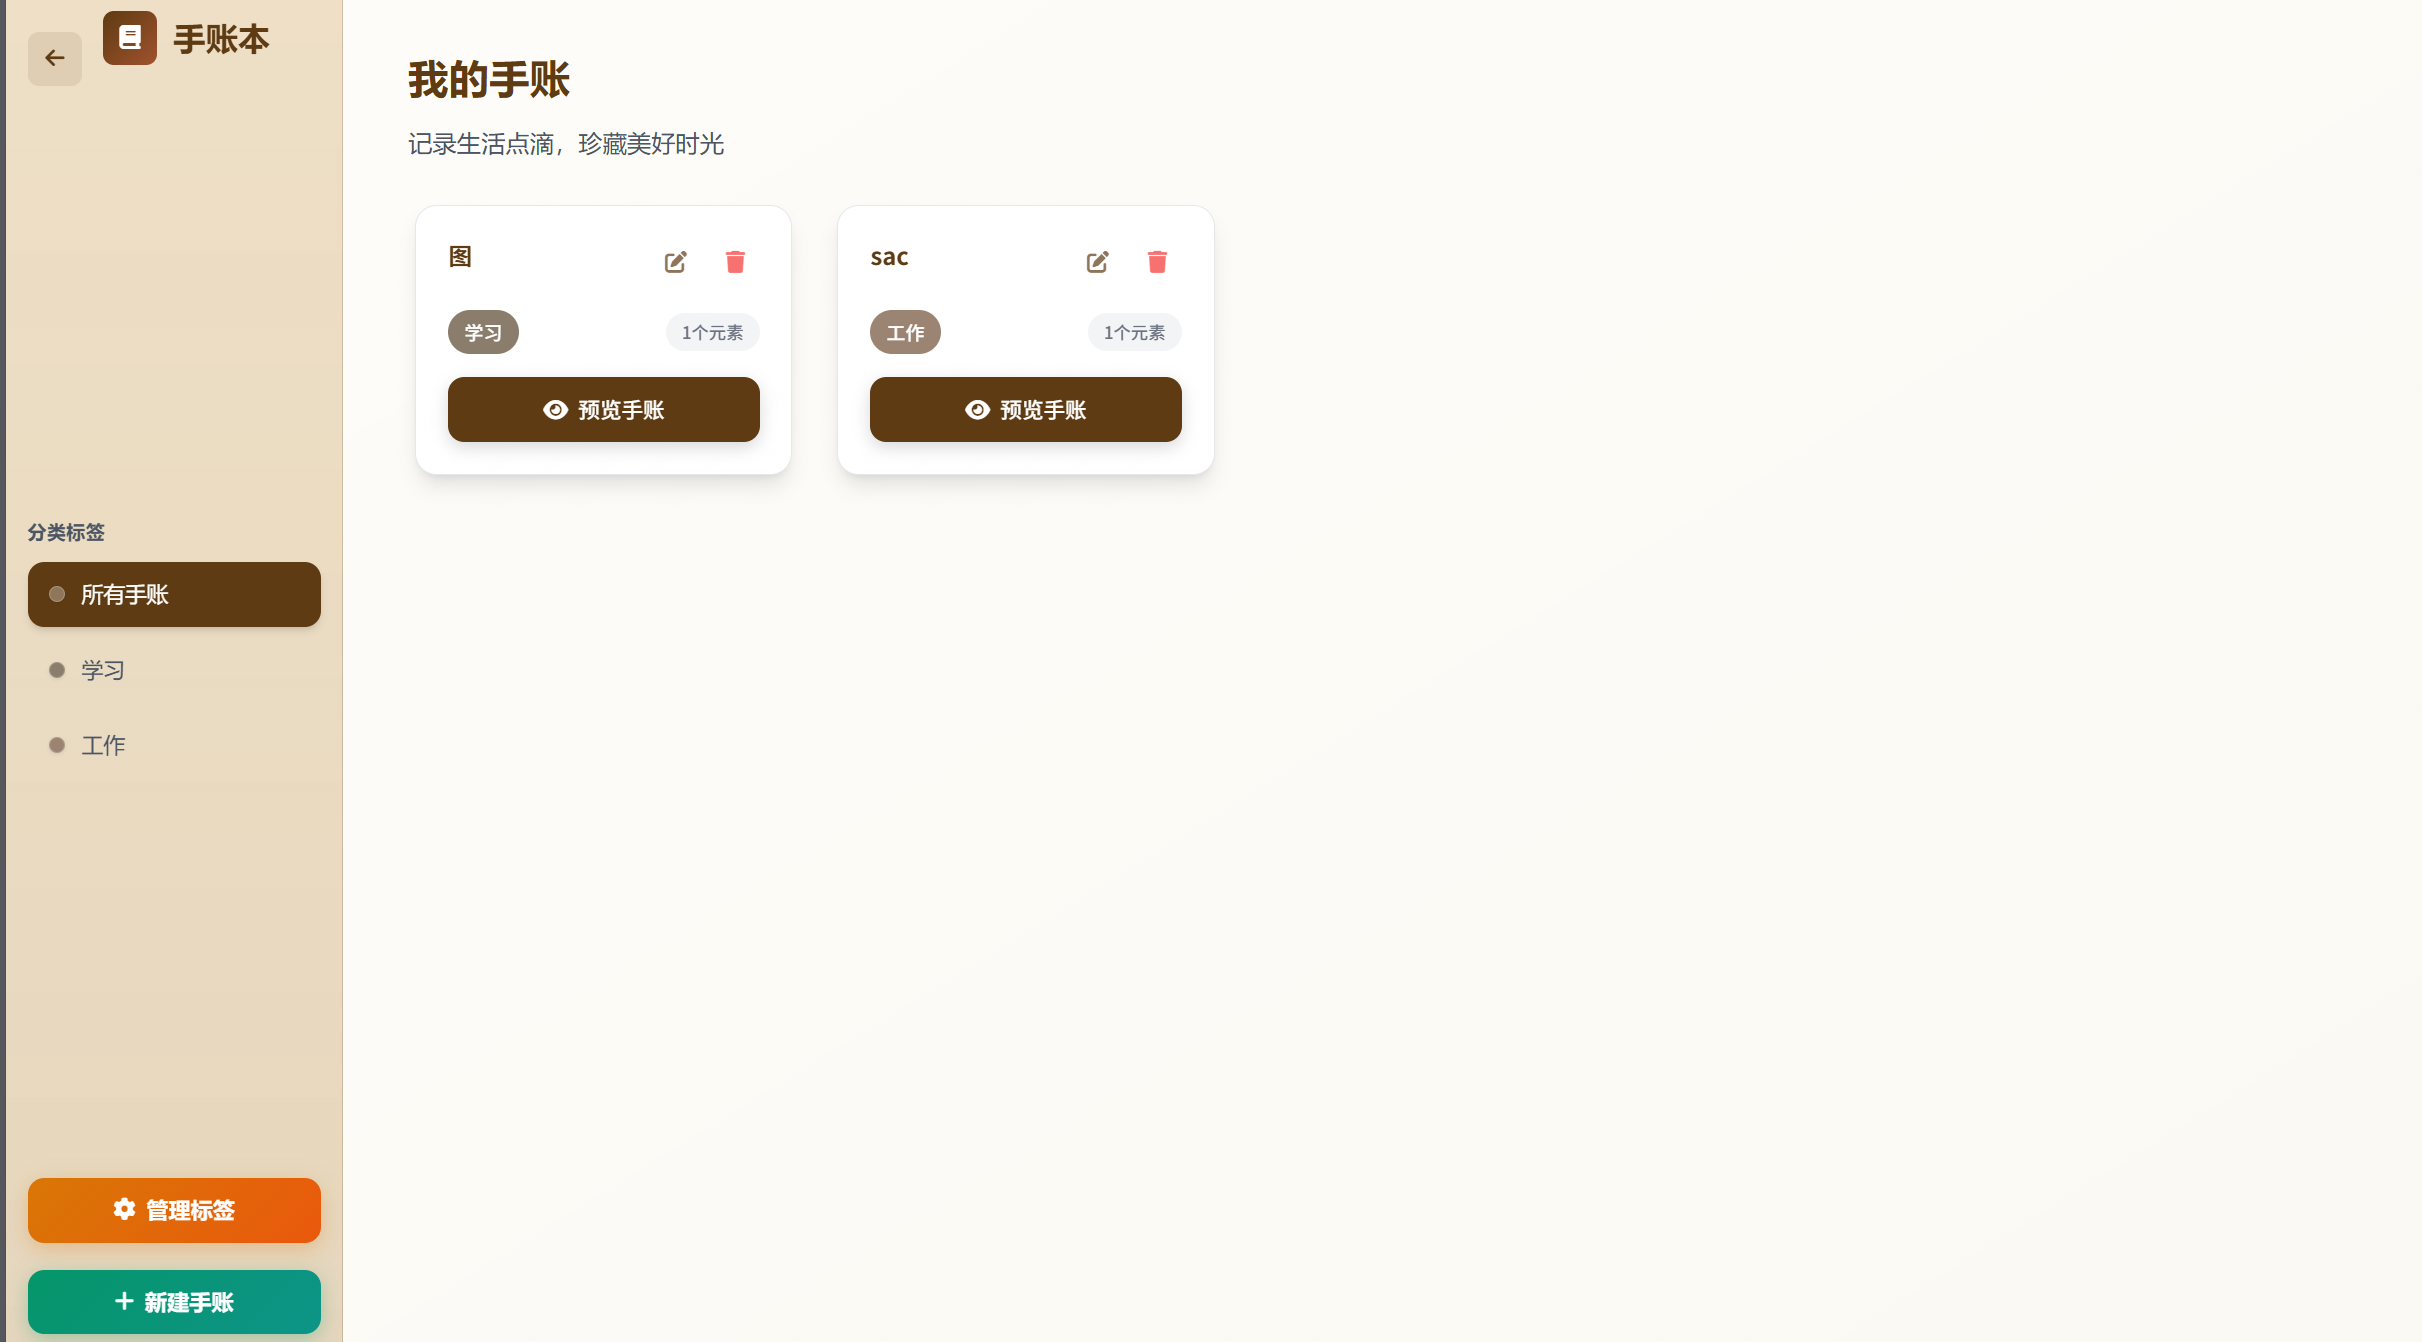 手账本
分类标签
所有手账
学习
工作
管理标签
新建手账
我的手账
记录生活点滴，珍藏美好时光
图
学习
1个元素
预览手账
sac
工作
1个元素
预览手账